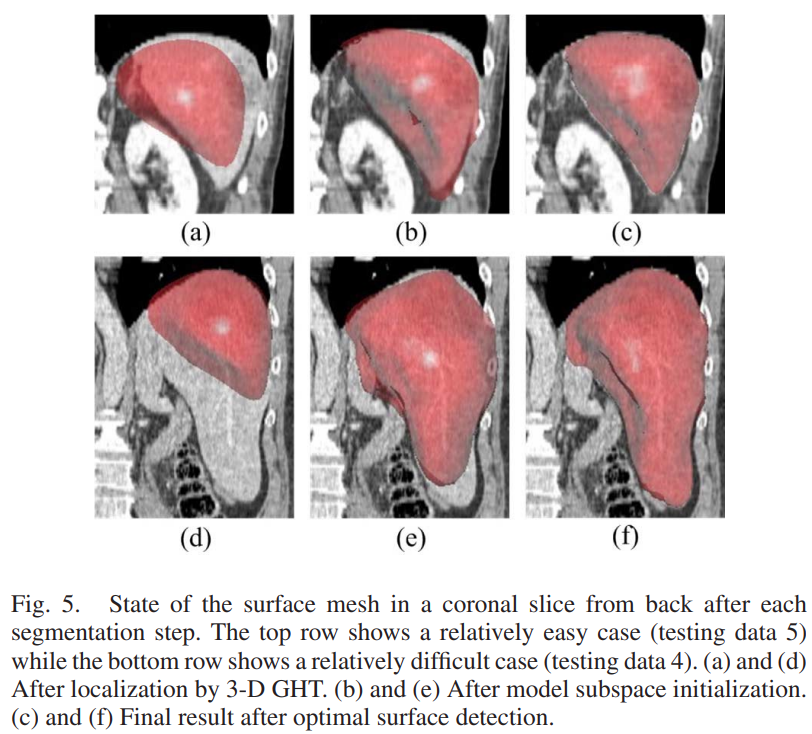 (a) (b) (c)
(d) (e) (f)
Fig. 5. State of the surface mesh in a coronal slice from back after each
segmentation step. The top row shows a relatively easy case (testing data 5)
while the bottom row shows a relatively difficult case (testing data 4). (a) and (d)
After localization by 3-D GHT. (b) and (e) After model subspace initialization.
(c) and (f) Final result after optimal surface detection.